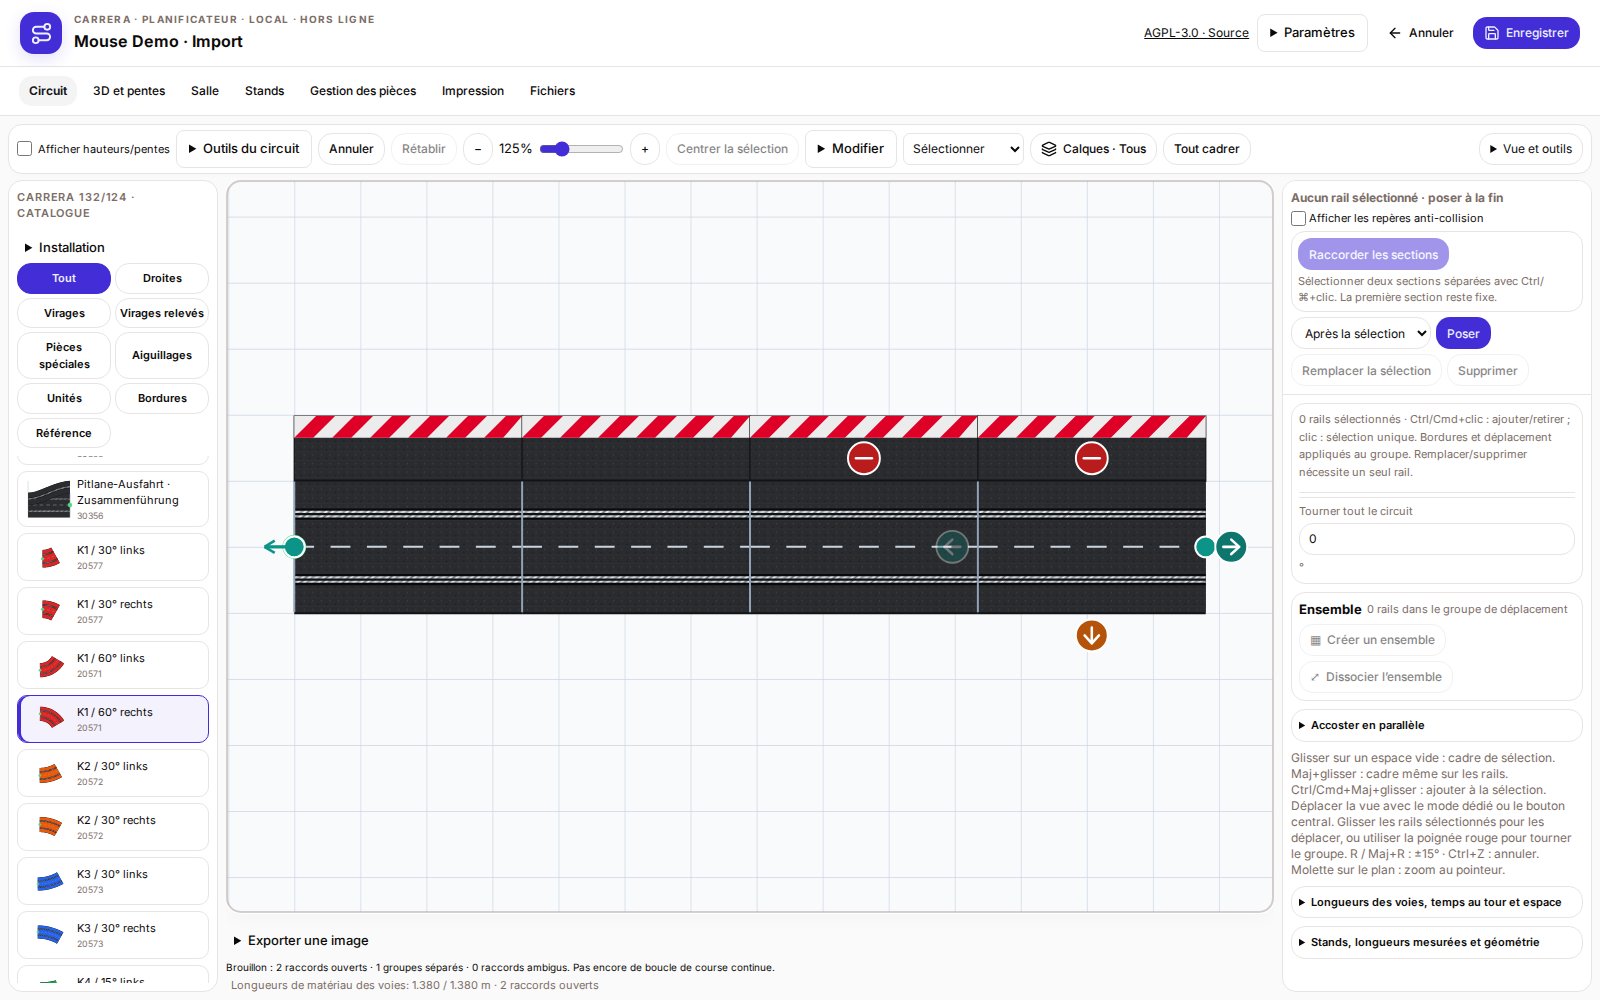 CARRERA · PLANIFICATEUR · LOCAL · HORS LIGNE
Mouse Demo · Import
AGPL-3.0 · Source
Paramètres
Annuler
Enregistrer
Circuit
3D et pentes
Salle
Stands
Gestion des pièces
Impression
Fichiers
Afficher hauteurs/pentes
Outils du circuit
Annuler
Rétablir
−
125%
+
Centrer la sélection
Modifier
Sélectionner
Calques · Tous
Tout cadrer
Vue et outils
CARRERA 132/124 ·
CATALOGUE
Installation
Tout
Droites
Virages
Virages relevés
Pièces
spéciales
Aiguillages
Unités
Bordures
Référence
Pitlane-Ausfahrt ·
Zusammenführung
30356
K1 / 30° links
20577
K1 / 30° rechts
20577
K1 / 60° links
20571
K1 / 60° rechts
20571
K2 / 30° links
20572
K2 / 30° rechts
20572
K3 / 30° links
20573
K3 / 30° rechts
20573
K4 / 15° links
Exporter une image
Brouillon : 2 raccords ouverts · 1 groupes séparés · 0 raccords ambigus. Pas encore de boucle de course continue.
Longueurs de matériau des voies: 1.380 / 1.380 m · 2 raccords ouverts
Aucun rail sélectionné · poser à la fin
Afficher les repères anti-collision
Raccorder les sections
Sélectionner deux sections séparées avec Ctrl/
⌘+clic. La première section reste fixe.
Après la sélection
Poser
Remplacer la sélection
Supprimer
0 rails sélectionnés · Ctrl/Cmd+clic : ajouter/retirer ;
clic : sélection unique. Bordures et déplacement
appliqués au groupe. Remplacer/supprimer
nécessite un seul rail.
Tourner tout le circuit
0
°
Ensemble 0 rails dans le groupe de déplacement
Créer un ensemble
Dissocier l'ensemble
Accoster en parallèle
Glisser sur un espace vide : cadre de sélection.
Maj+glisser : cadre même sur les rails.
Ctrl/Cmd+Maj+glisser : ajouter à la sélection.
Déplacer la vue avec le mode dédié ou le bouton
central. Glisser les rails sélectionnés pour les
déplacer, ou utiliser la poignée rouge pour tourner
le groupe. R / Maj+R : ±15° · Ctrl+Z : annuler.
Molette sur le plan : zoom au pointeur.
Longueurs des voies, temps au tour et espace
Stands, longueurs mesurées et géométrie